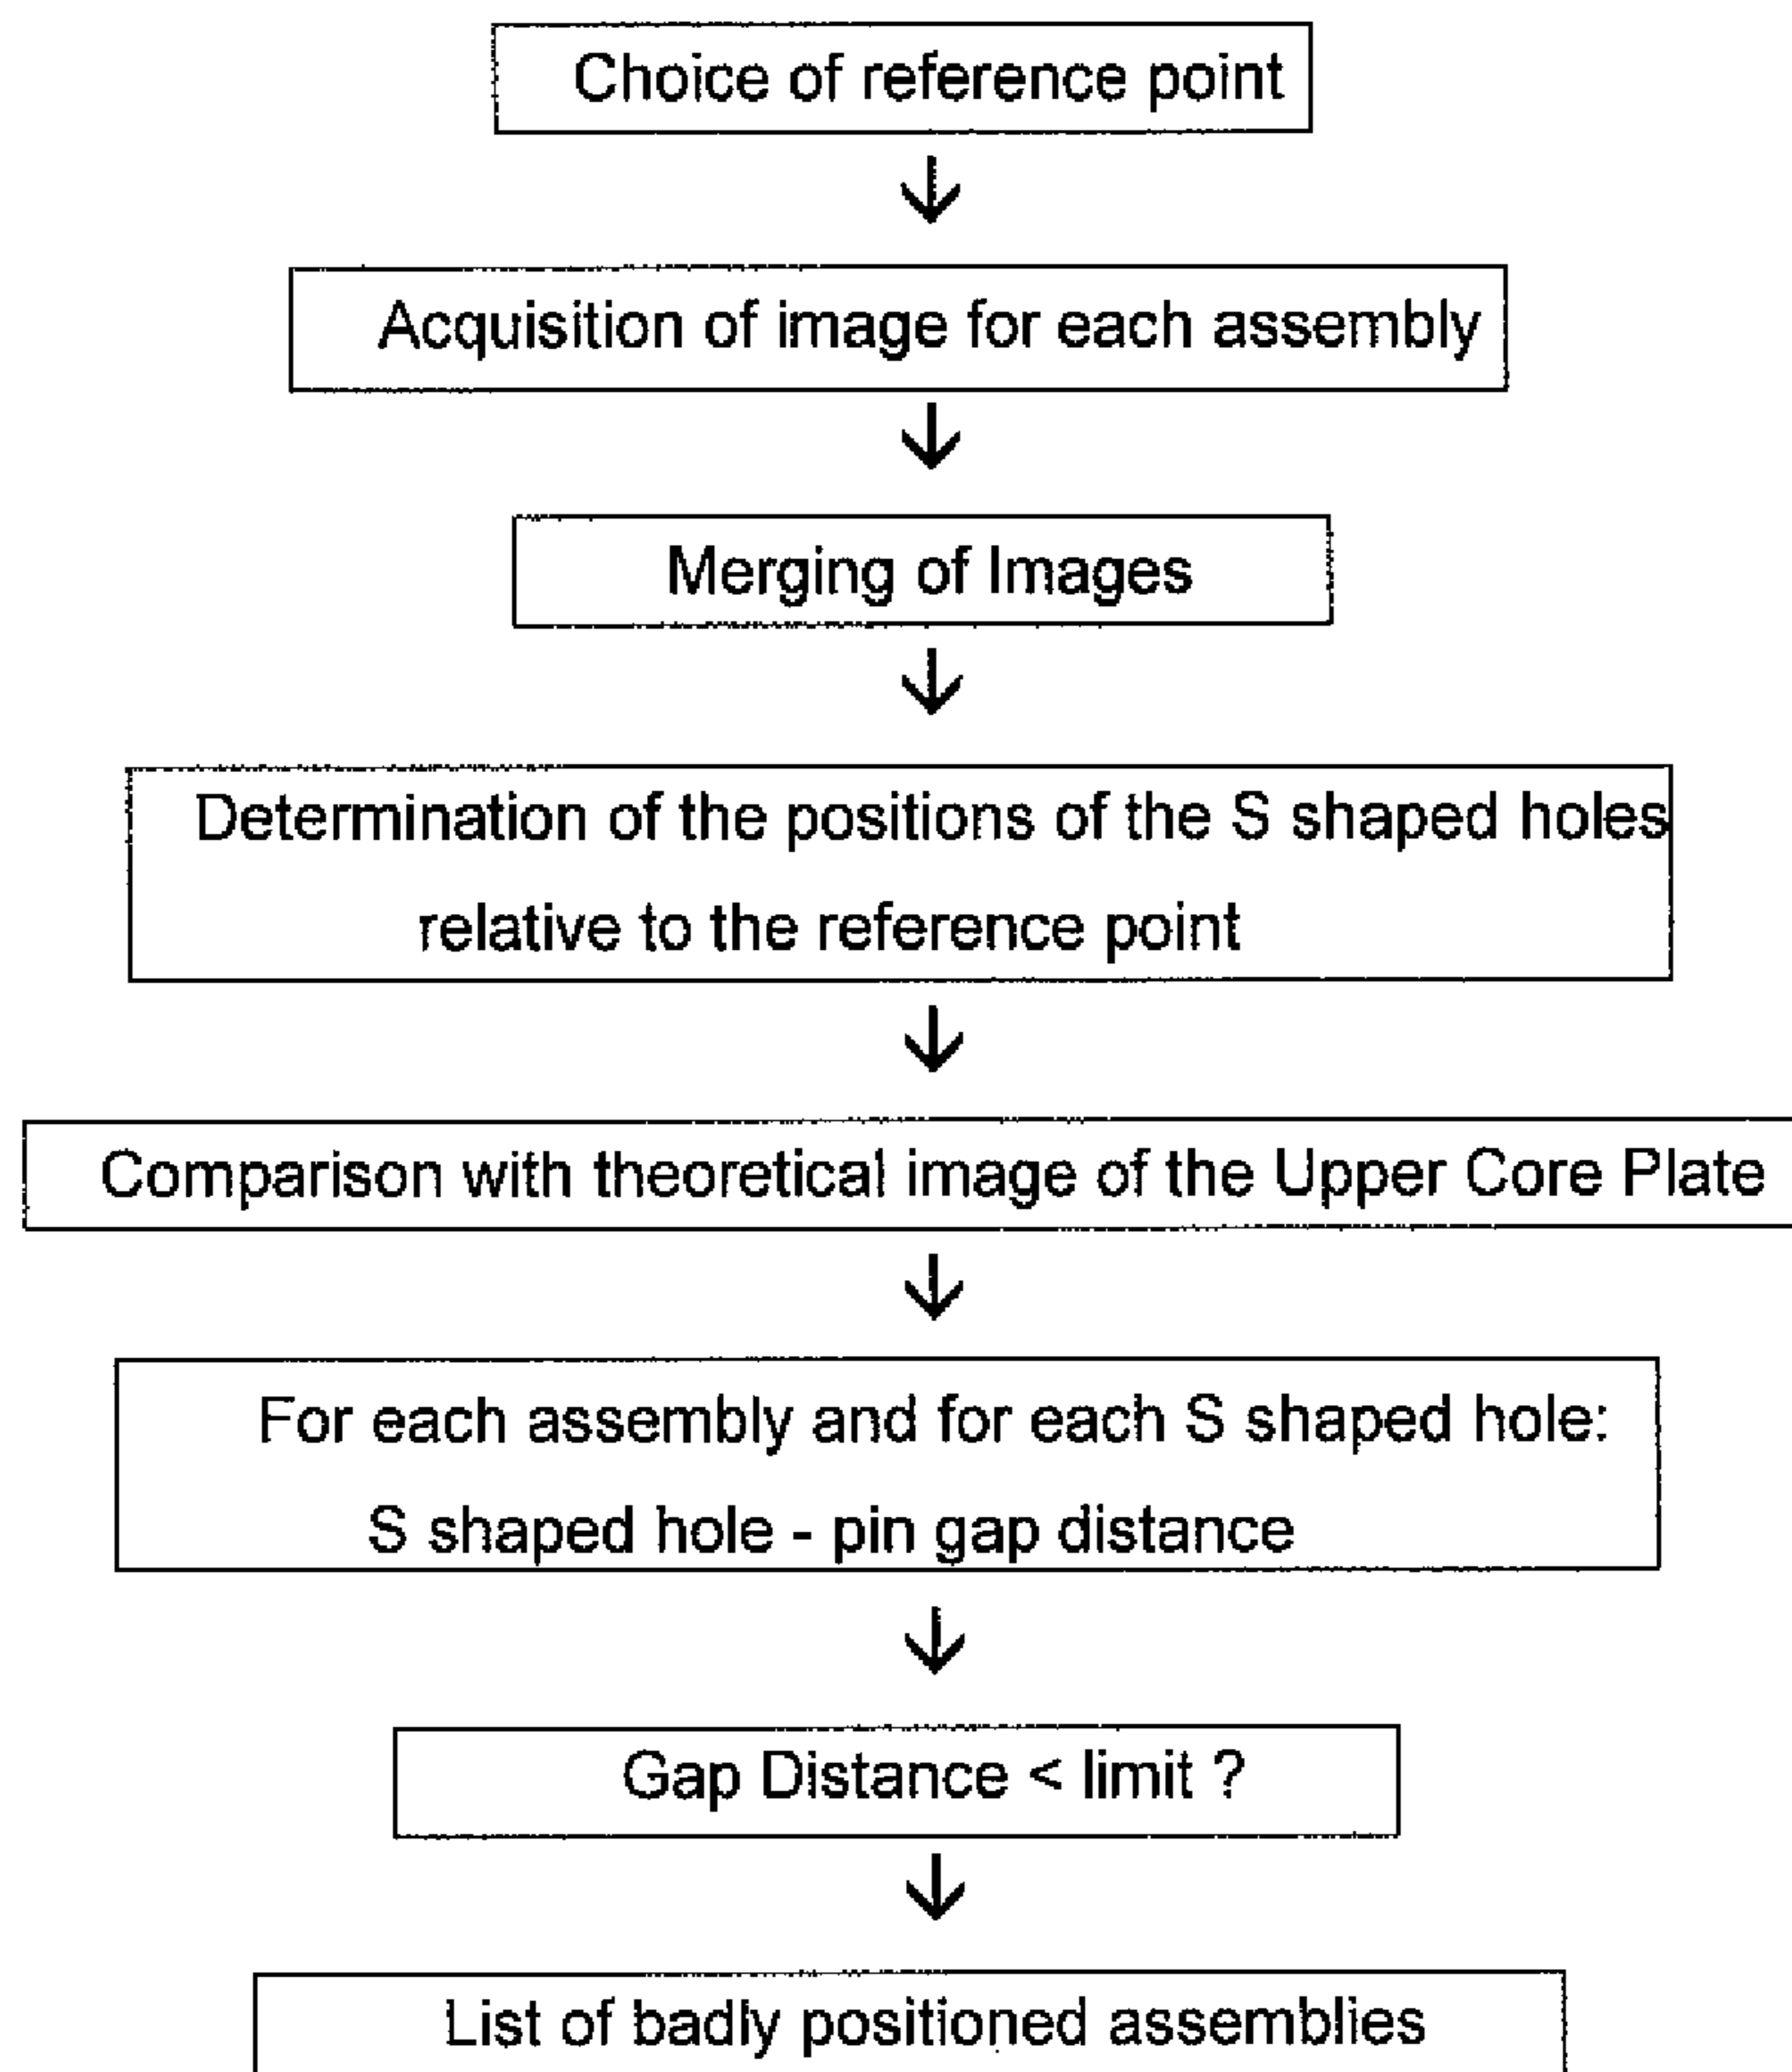 Choice of reference point
Acquisition of image for each assembly
Merging of Images
Determination of the positions of the S shaped holes
relative to the reference point
Comparison with theoretical image of the Upper Core Plate
For each assembly and for each S shaped hole:
S shaped hole - pin gap distance
Gap Distance < limit ?
List of badly positioned assemblies